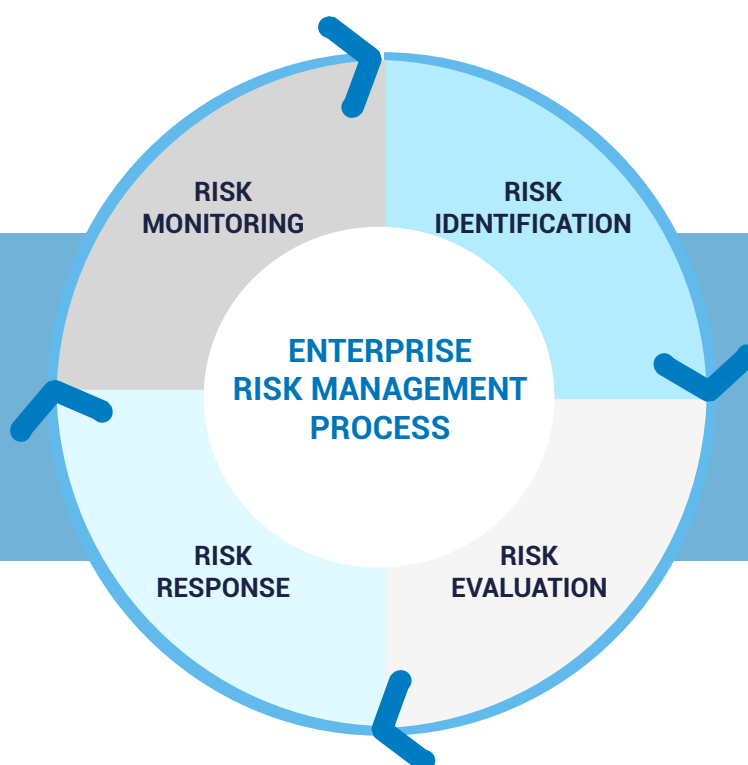 RISK
MONITORING
RISK
IDENTIFICATION
ENTERPRISE
RISK MANAGEMENT
PROCESS
RISK
RESPONSE
RISK
EVALUATION